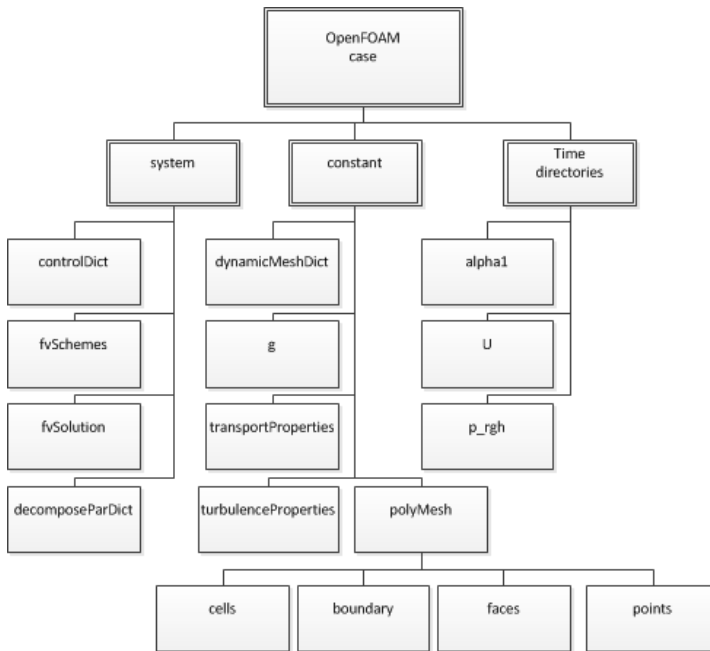 OpenFOAM
case
system
constant
Time
directories
controlDict
dynamicMeshDict
alpha1
fvSchemes
g
U
fvSolution
transportProperties
p_rgh
decomposeParDict
turbulenceProperties
polyMesh
cells
boundary
faces
points